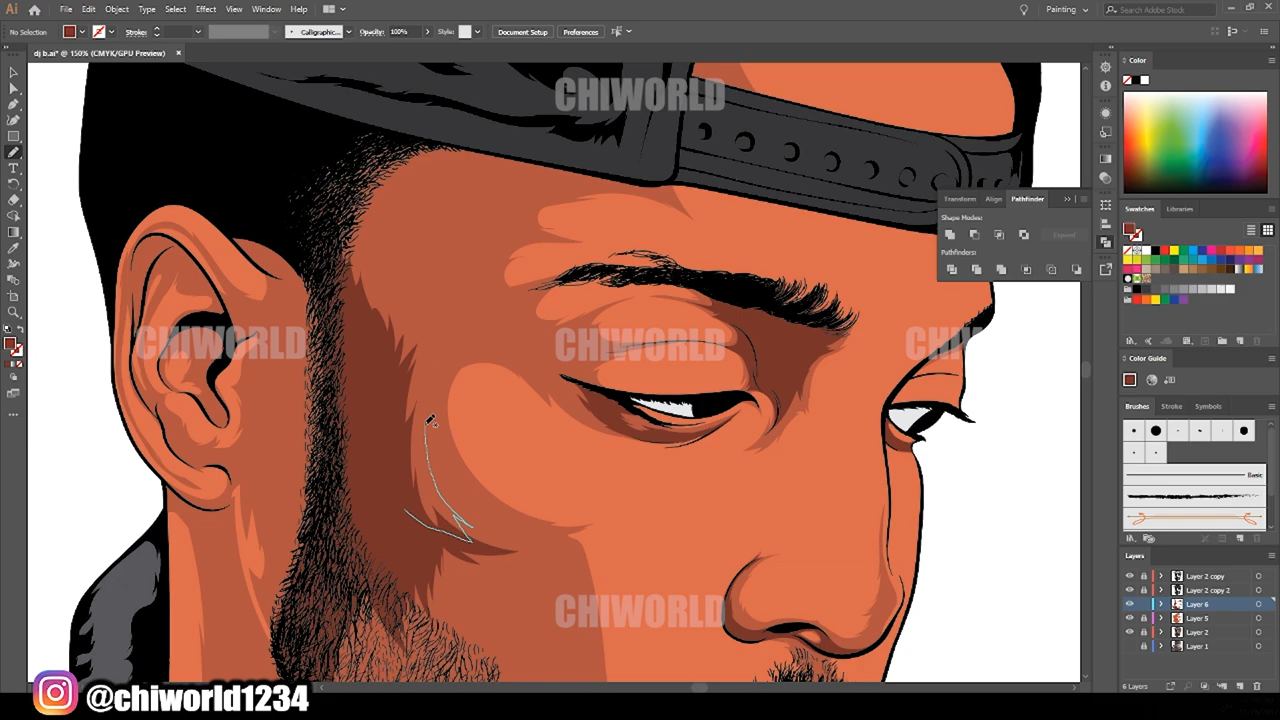 Ai File Edit Object Type Select Effect View Window Help Painting Search Adobe Stock
No Selection Stroke: Calligraphic... Opacity: 100% Style: Document Setup Preferences
dj b.ai* @ 150% (CMYK/GPU Preview) ×
Color
CHIWORLD
Transform Align Pathfinder
Shape Modes:
Expand
Pathfinders:
Swatches Libraries
CHIWORLD CHIWORLD CHIWORLD
Color Guide
Brushes Stroke Symbols
Basic
Layers
Layer 2 copy
Layer 2 copy 2
Layer 6
Layer 5
Layer 2
Layer 1
CHIWORLD
6 Layers
@chiworld1234